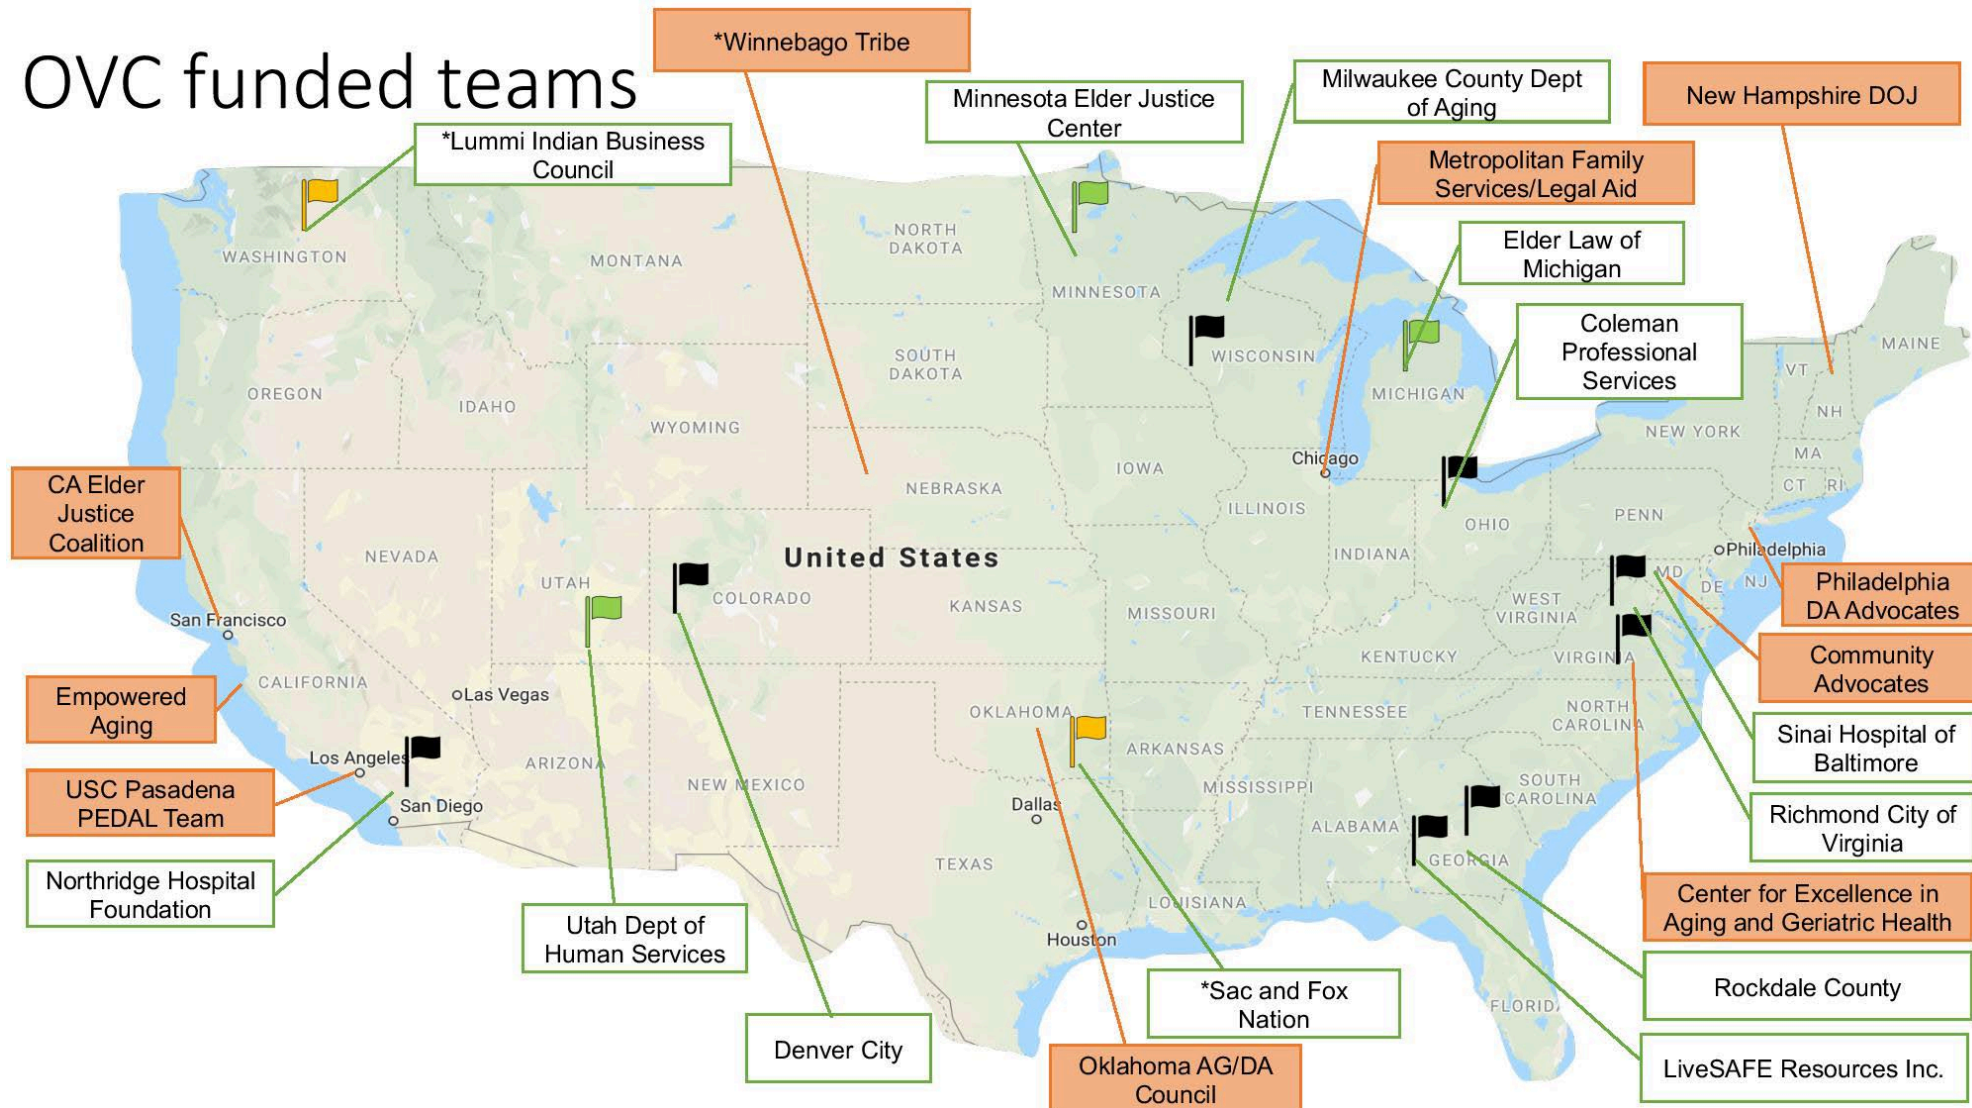 OVC funded teams
*Winnebago Tribe
*Lummi Indian Business
Council
Minnesota Elder Justice
Center
Milwaukee County Dept
of Aging
New Hampshire DOJ
Metropolitan Family
Services/Legal Aid
Elder Law of
Michigan
Coleman
Professional
Services
CA Elder
Justice
Coalition
Empowered
Aging
USC Pasadena
PEDAL Team
Northridge Hospital
Foundation
Utah Dept of
Human Services
Denver City
Oklahoma AG/DA
Council
*Sac and Fox
Nation
Philadelphia
DA Advocates
Community
Advocates
Sinai Hospital of
Baltimore
Richmond City of
Virginia
Center for Excellence in
Aging and Geriatric Health
Rockdale County
LiveSAFE Resources Inc.
WASHINGTON
MONTANA
NORTH
DAKOTA
MINNESOTA
SOUTH
DAKOTA
WISCONSIN
MICHIGAN
VT
MAINE
NH
NEW YORK
MA
CT
RI
OREGON
IDAHO
WYOMING
NEBRASKA
IOWA
Chicago
ILLINOIS
INDIANA
OHIO
PENN
Philadelphia
MD
DE
NJ
NEVADA
UTAH
COLORADO
United States
KANSAS
MISSOURI
WEST
VIRGINIA
VIRGINIA
KENTUCKY
San Francisco
CALIFORNIA
Las Vegas
Los Angeles
San Diego
ARIZONA
NEW MEXICO
OKLAHOMA
ARKANSAS
TENNESSEE
NORTH
CAROLINA
SOUTH
CAROLINA
MISSISSIPPI
ALABAMA
GEORGIA
Dallas
TEXAS
LOUISIANA
Houston
FLORIDA